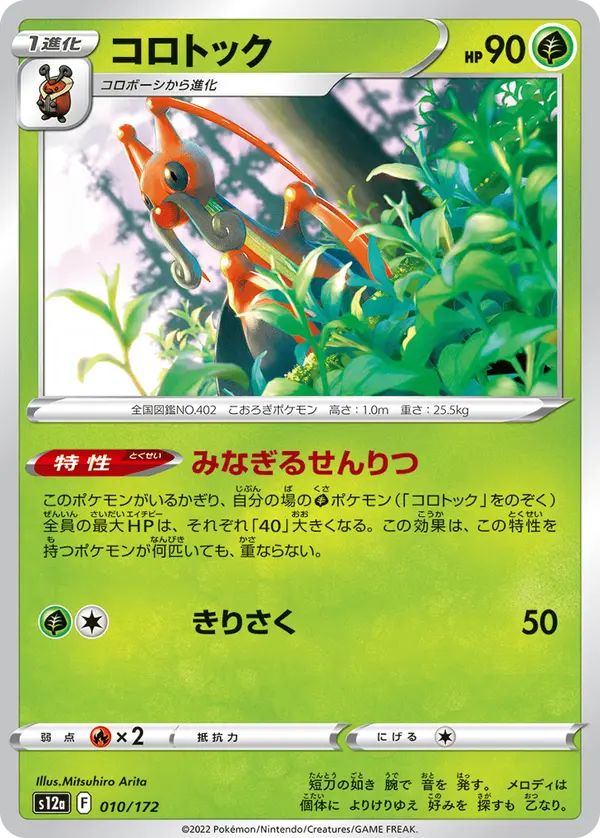 1進化
コロトック
HP90
コロボーシから進化
全国図鑑NO.402 こおろぎポケモン 高さ：1.0m 重さ：25.5kg
特性 とくせい
みなぎるせんりつ
このポケモンがいるかぎり、自分の場のポケモン（「コロトック」をのぞく）
全員の最大HPは、それぞれ「40」大きくなる。この効果は、この特性を
持つポケモンが何匹いても、重ならない。
きりさく 50
弱点 ×2 抵抗力 にげる
Illus.Mitsuhiro Arita
短刀の如き 腕で 音を 発す。 メロディは
個体に よりけりゆえ 好みを 探すも 乙なり。
s12a F 010/172
©2022 Pokémon/Nintendo/Creatures/GAME FREAK.